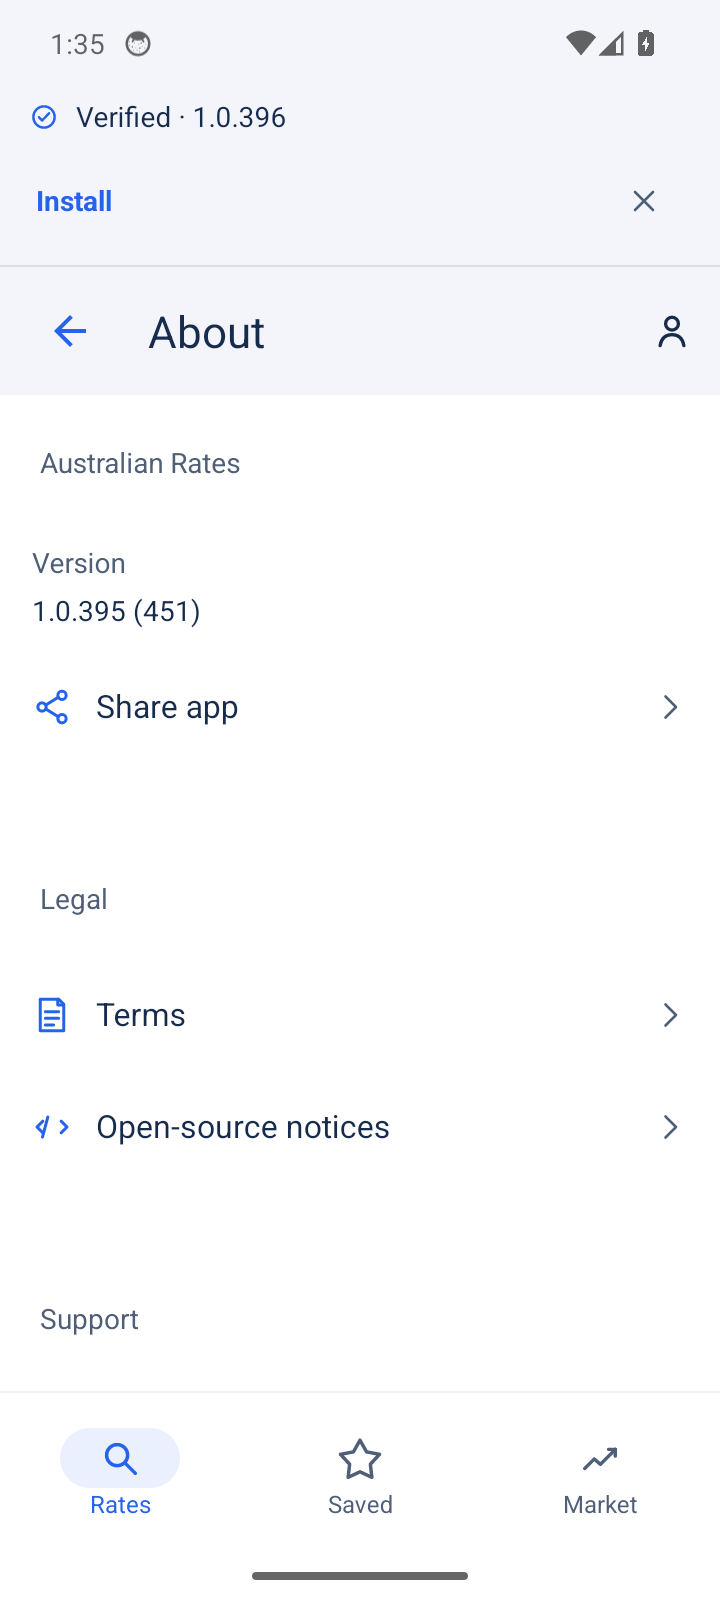 1:35
Verified · 1.0.396
Install
About
Australian Rates
Version
1.0.395 (451)
Share app
Legal
Terms
Open-source notices
Support
Rates
Saved
Market